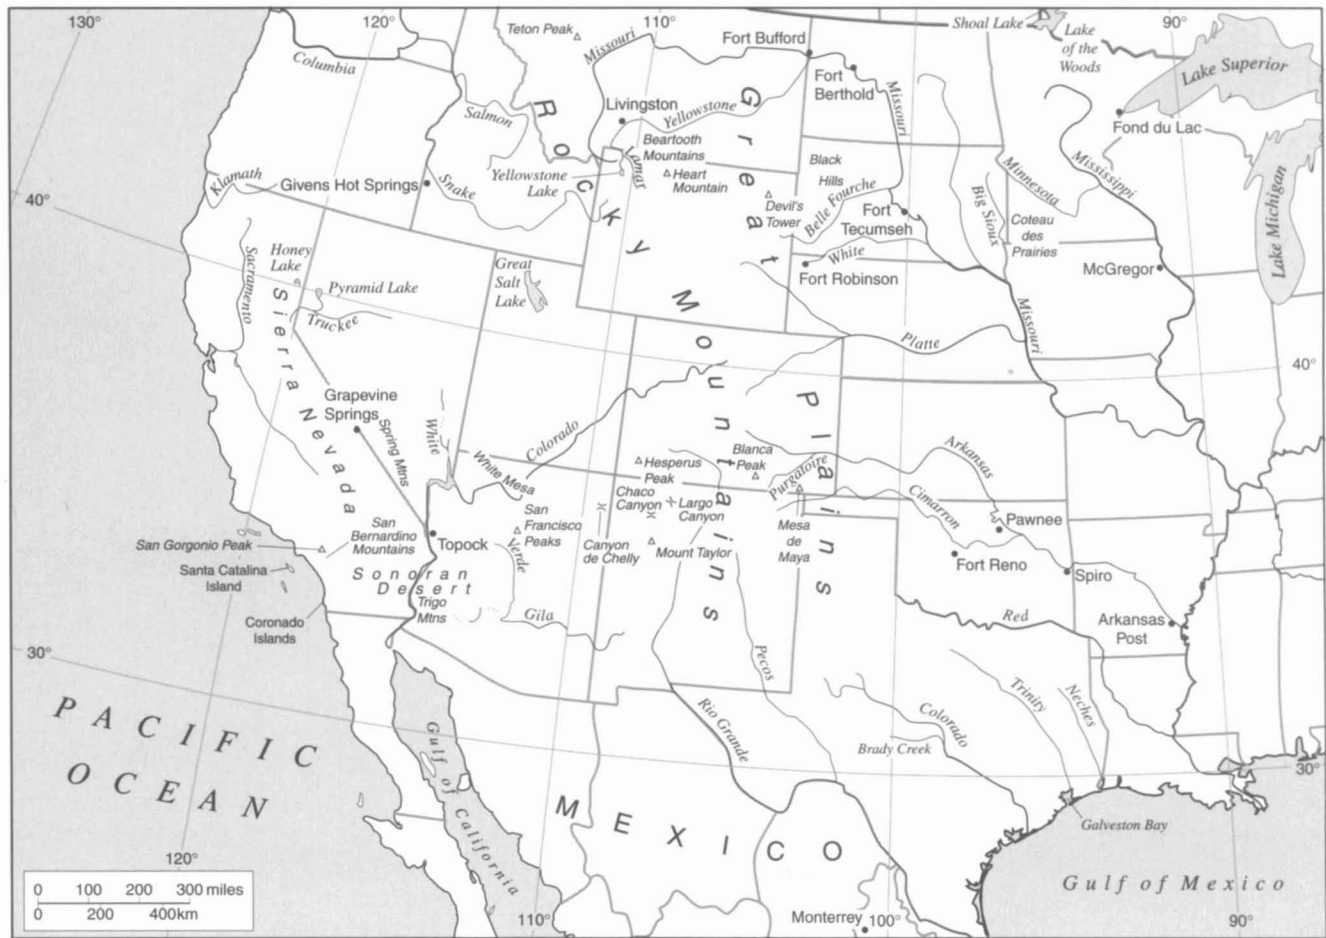 130°
120°
110°
90°
Teton Peak
Missouri
Fort Bufford
Shoal Lake
Lake
of the
Woods
Lake Superior
Columbia
Fort
Berthold
Missouri
Livingston
Yellowstone
Salmon
Fond du Lac
Beartooth
Mountains
Lamar
Yellowstone
Lake
Heart
Mountain
Black
Hills
Devil's
Tower
Belle Fourche
Minnesota
Mississippi
Big Sioux
Lake Michigan
Klamath
Givens Hot Springs
Snake
40°
Fort
Tecumseh
Coteau
des
Prairies
White
Fort Robinson
McGregor
Sacramento
Honey
Lake
Pyramid Lake
Truckee
Great
Salt
Lake
Platte
Missouri
40°
Rocky Mountains
Great Plains
Sierra Nevada
Grapevine
Springs
Spring Mtns
White
White Mesa
Colorado
Hesperus
Peak
Blanca
Peak
Purgatoire
Arkansas
Cimarron
Chaco
Canyon
Largo
Canyon
Pawnee
San Gorgonio Peak
San
Bernardino
Mountains
Topock
San
Francisco
Peaks
Verde
Canyon
de Chelly
Mount Taylor
Mesa
de
Maya
Fort Reno
Spiro
Santa Catalina
Island
Sonoran
Desert
Trigo
Mtns
Gila
Red
Arkansas
Post
Coronado
Islands
30°
Pecos
Trinity
Neches
Rio Grande
Colorado
Brady Creek
PACIFIC
OCEAN
Gulf of California
MEXICO
30°
Galveston Bay
Gulf of Mexico
120°
0 100 200 300 miles
0 200 400km
110°
Monterrey
100°
90°